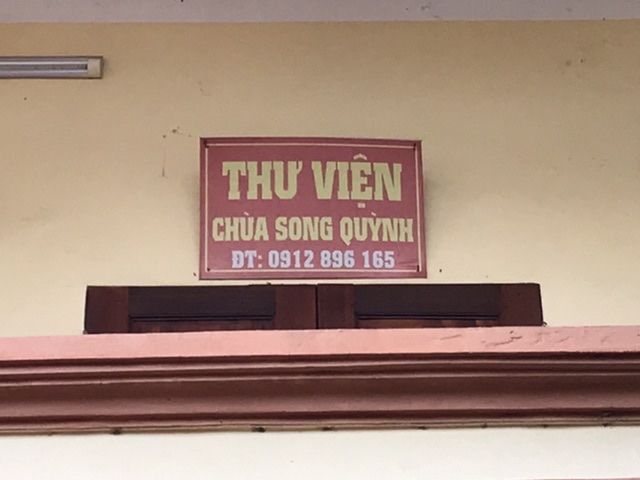 THƯ VIỆN
CHÙA SONG QUỲNH
ĐT: 0912 896 165